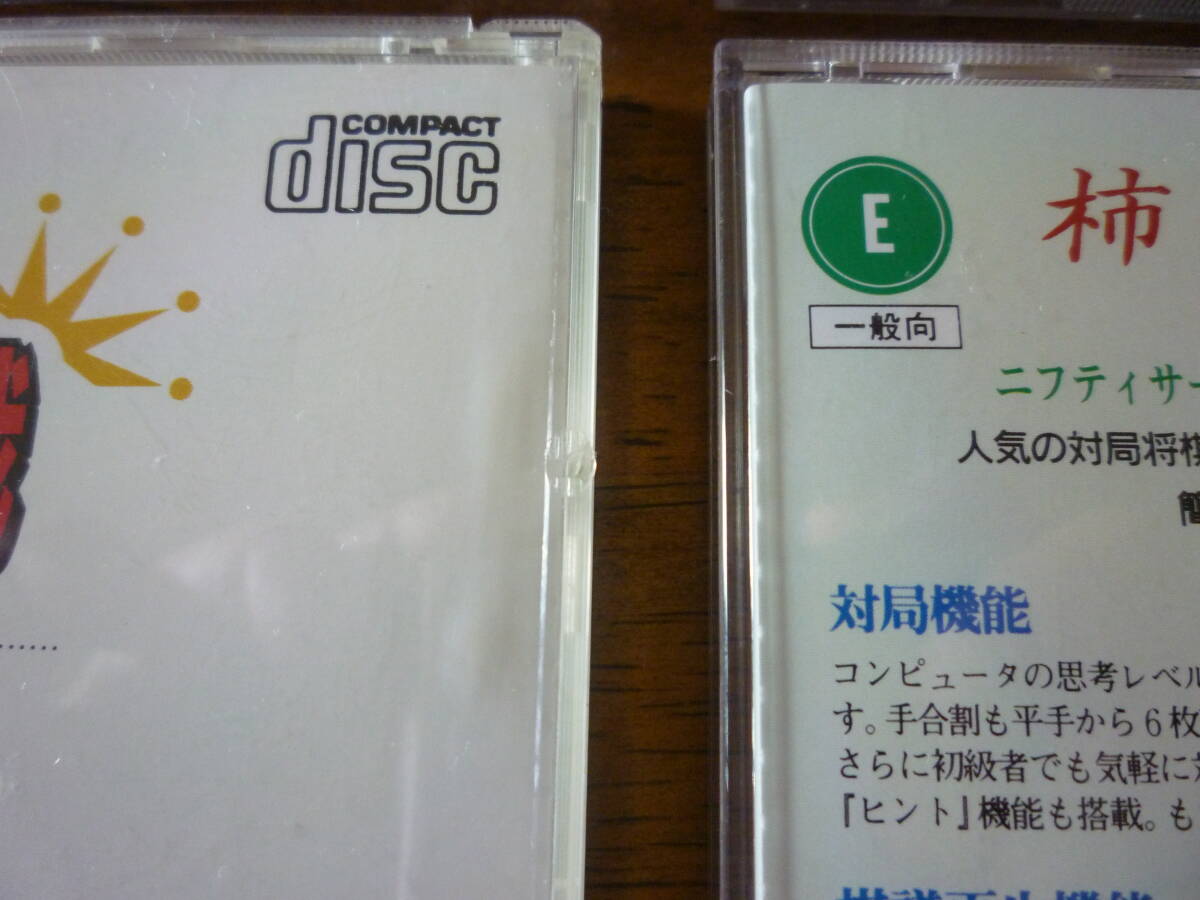 COMPACT
disc
E
柿
一般向
ニフティサー
人気の対局将棋
簡
対局機能
コンピュータの思考レベル
す。手合割も平手から6枚
さらに初級者でも気軽に対
『ヒント』機能も搭載。も